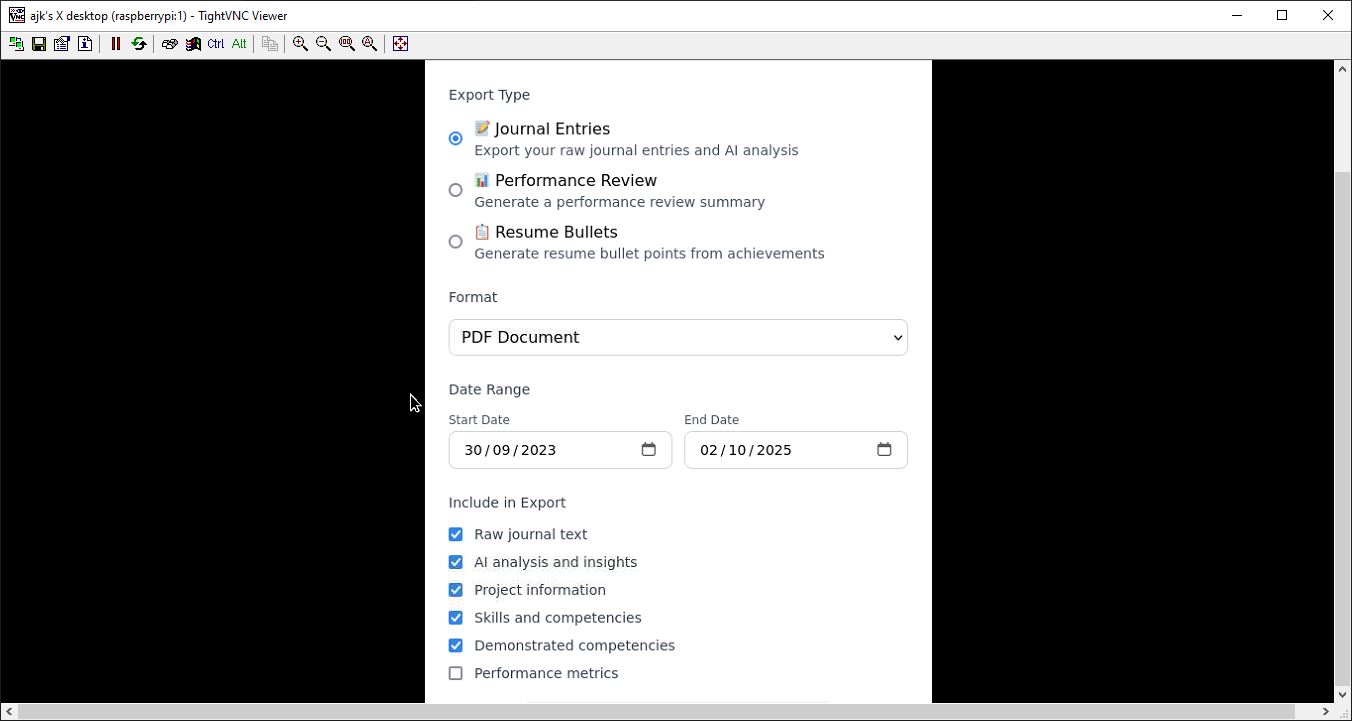 ajk's X desktop (raspberrypi:1) - TightVNC Viewer
Ctrl Alt
Export Type
Journal Entries
Export your raw journal entries and AI analysis
Performance Review
Generate a performance review summary
Resume Bullets
Generate resume bullet points from achievements
Format
PDF Document
Date Range
Start Date End Date
30/09/2023 02/10/2025
Include in Export
Raw journal text
AI analysis and insights
Project information
Skills and competencies
Demonstrated competencies
Performance metrics